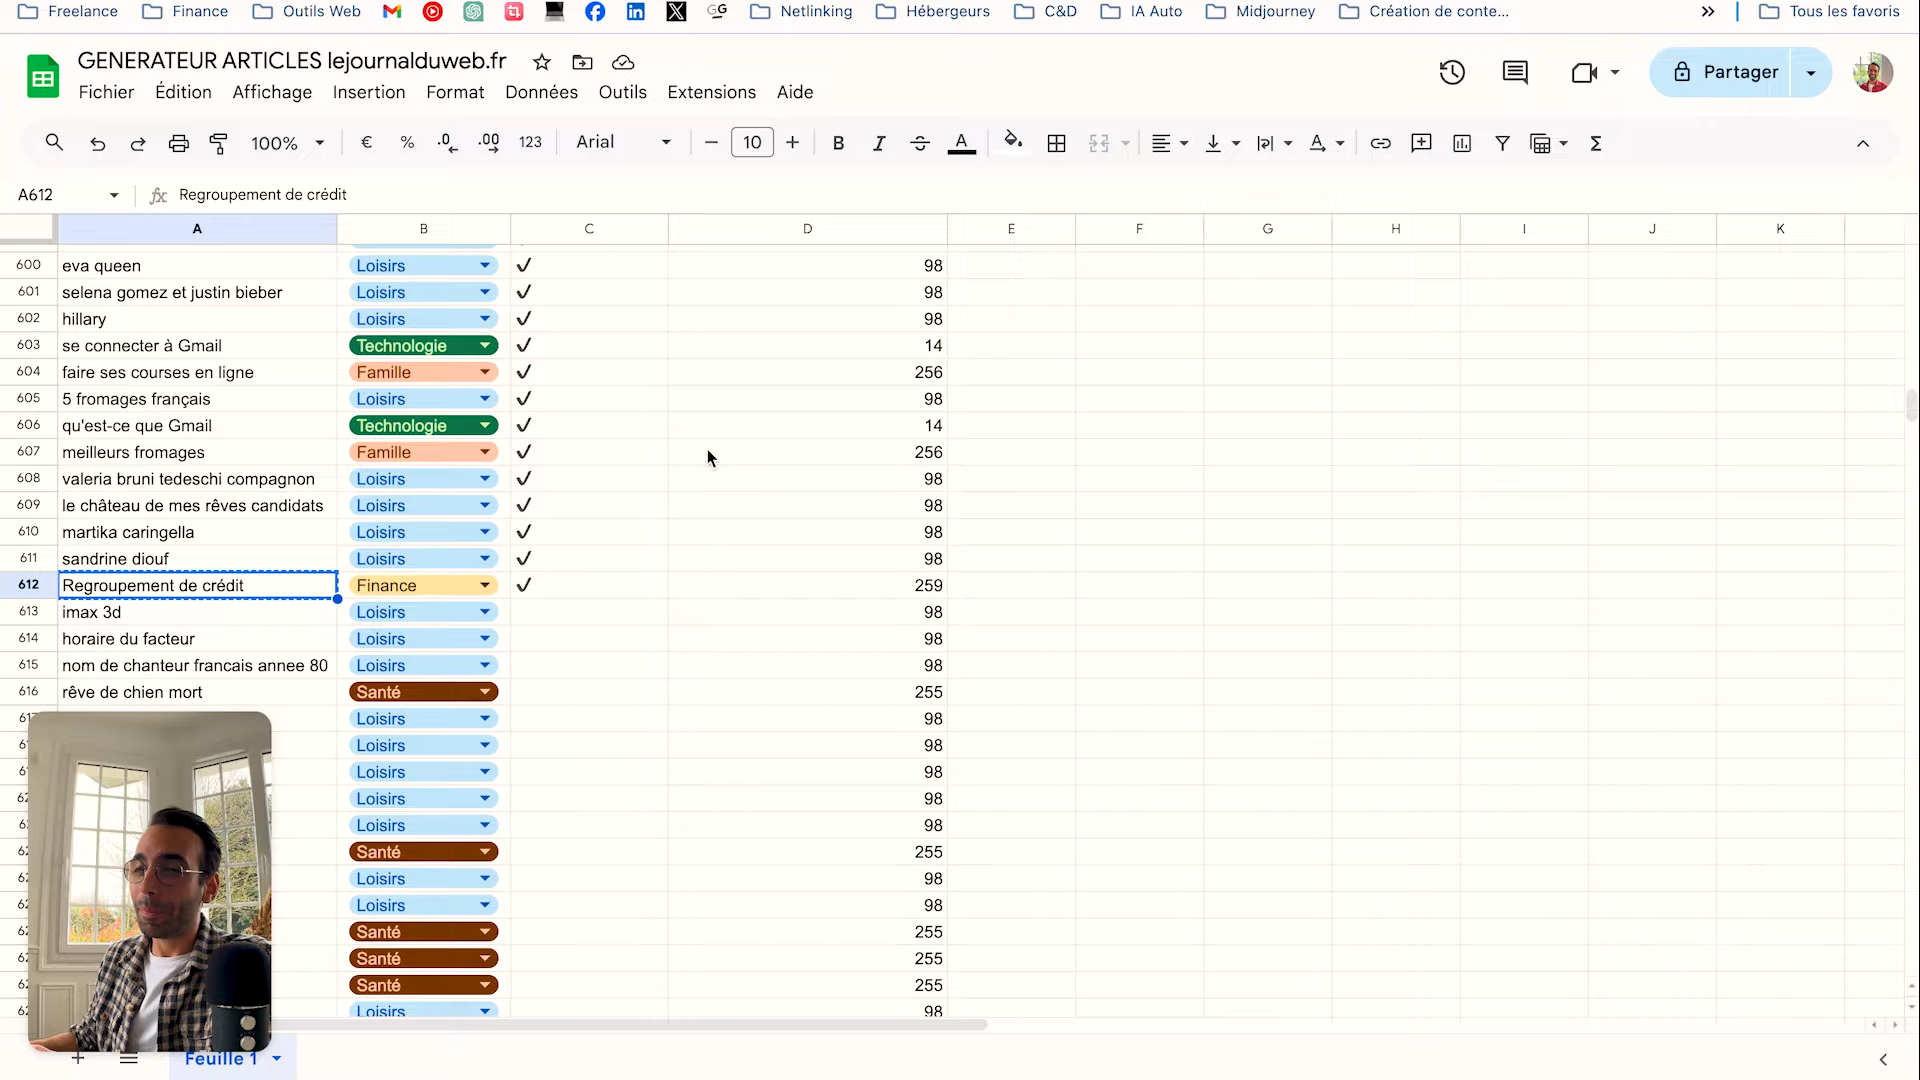 Freelance Finance Outils Web GG Netlinking Hébergeurs C&D IA Auto Midjourney Création de conte... » Tous les favoris
GENERATEUR ARTICLES lejournalduweb.fr
Partager
Fichier Édition Affichage Insertion Format Données Outils Extensions Aide
100% € % .0 .00 123 Arial 10 B I A Σ
A612 fx Regroupement de crédit
A B C D E F G H I J K
600 eva queen Loisirs ✓ 98
601 selena gomez et justin bieber Loisirs ✓ 98
602 hillary Loisirs ✓ 98
603 se connecter à Gmail Technologie ✓ 14
604 faire ses courses en ligne Famille ✓ 256
605 5 fromages français Loisirs ✓ 98
606 qu'est-ce que Gmail Technologie ✓ 14
607 meilleurs fromages Famille ✓ 256
608 valeria bruni tedeschi compagnon Loisirs ✓ 98
609 le château de mes rêves candidats Loisirs ✓ 98
610 martika caringella Loisirs ✓ 98
611 sandrine diouf Loisirs ✓ 98
612 Regroupement de crédit Finance ✓ 259
613 imax 3d Loisirs 98
614 horaire du facteur Loisirs 98
615 nom de chanteur francais annee 80 Loisirs 98
616 rêve de chien mort Santé 255
Loisirs 98
Loisirs 98
Loisirs 98
Loisirs 98
Loisirs 98
Santé 255
Loisirs 98
Loisirs 98
Santé 255
Santé 255
Santé 255
Loisirs 98
Feuille 1